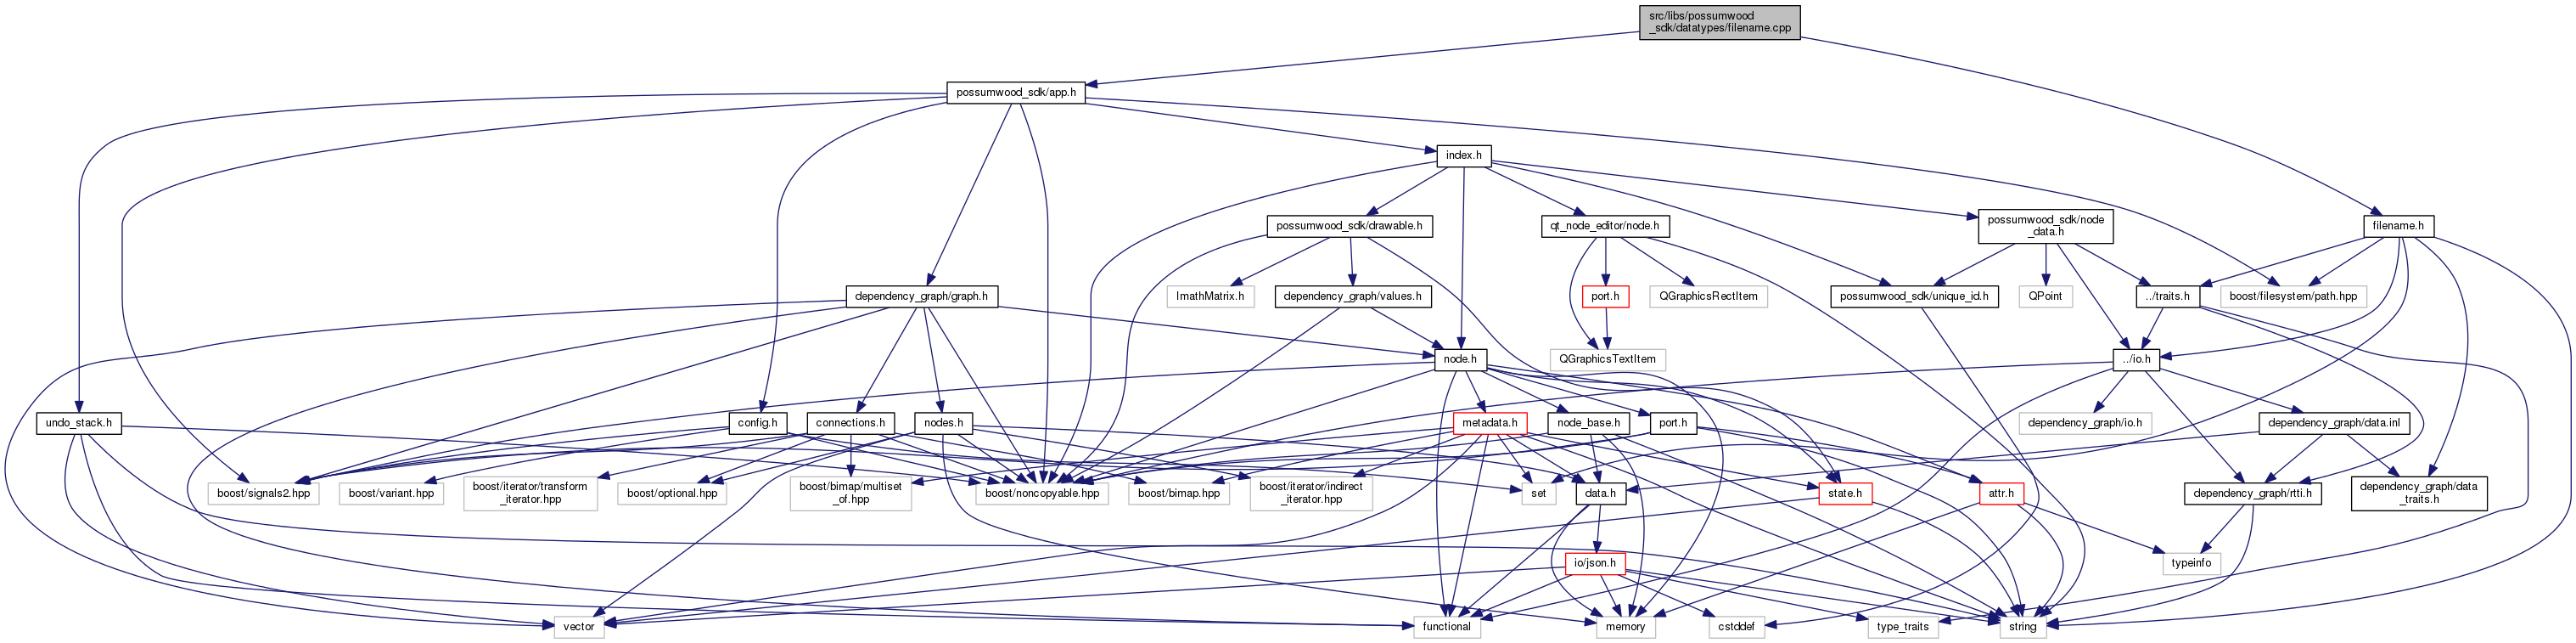 src/libs/possumwood
_sdk/datatypes/filename.cpp
possumwood_sdk/app.h
index.h
possumwood_sdk/drawable.h
qt_node_editor/node.h
possumwood_sdk/node
_data.h
filename.h
dependency_graph/graph.h
ImathMatrix.h
dependency_graph/values.h
port.h
QGraphicsRectItem
possumwood_sdk/unique_id.h
QPoint
../traits.h
boost/filesystem/path.hpp
node.h
QGraphicsTextItem
../io.h
undo_stack.h
config.h
connections.h
nodes.h
metadata.h
node_base.h
port.h
dependency_graph/io.h
dependency_graph/data.inl
boost/signals2.hpp
boost/variant.hpp
boost/iterator/transform
_iterator.hpp
boost/optional.hpp
boost/bimap/multiset
_of.hpp
boost/noncopyable.hpp
boost/bimap.hpp
boost/iterator/indirect
_iterator.hpp
set
data.h
state.h
attr.h
dependency_graph/rtti.h
dependency_graph/data
_traits.h
io/json.h
typeinfo
vector
functional
memory
cstddef
type_traits
string